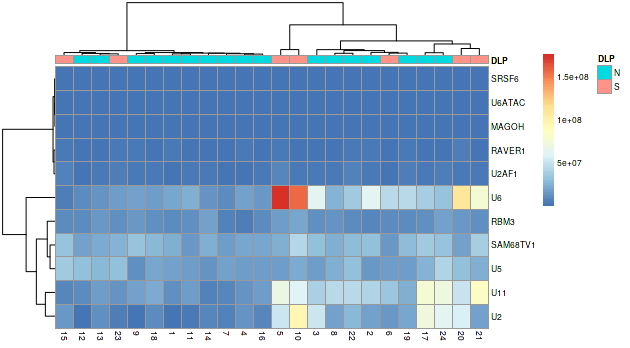 DLP
SRSF6
U6ATAC
MAGOH
RAVER1
U2AF1
U6
RBM3
SAM68TV1
U5
U11
U2
15 12 13 23 9 18 1 11 14 7 4 16 5 10 3 8 22 2 6 19 17 24 20 21
1.5e+08
1e+08
5e+07
DLP
N
S